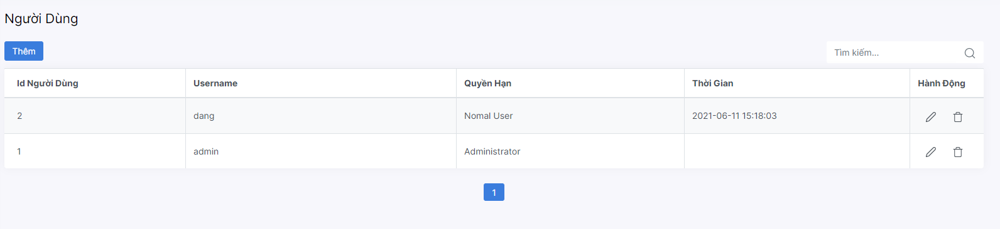 Người Dùng
Thêm
Tìm kiếm...
Id Người Dùng Username Quyền Hạn Thời Gian Hành Động
2 dang Nomal User 2021-06-11 15:18:03
1 admin Administrator
1